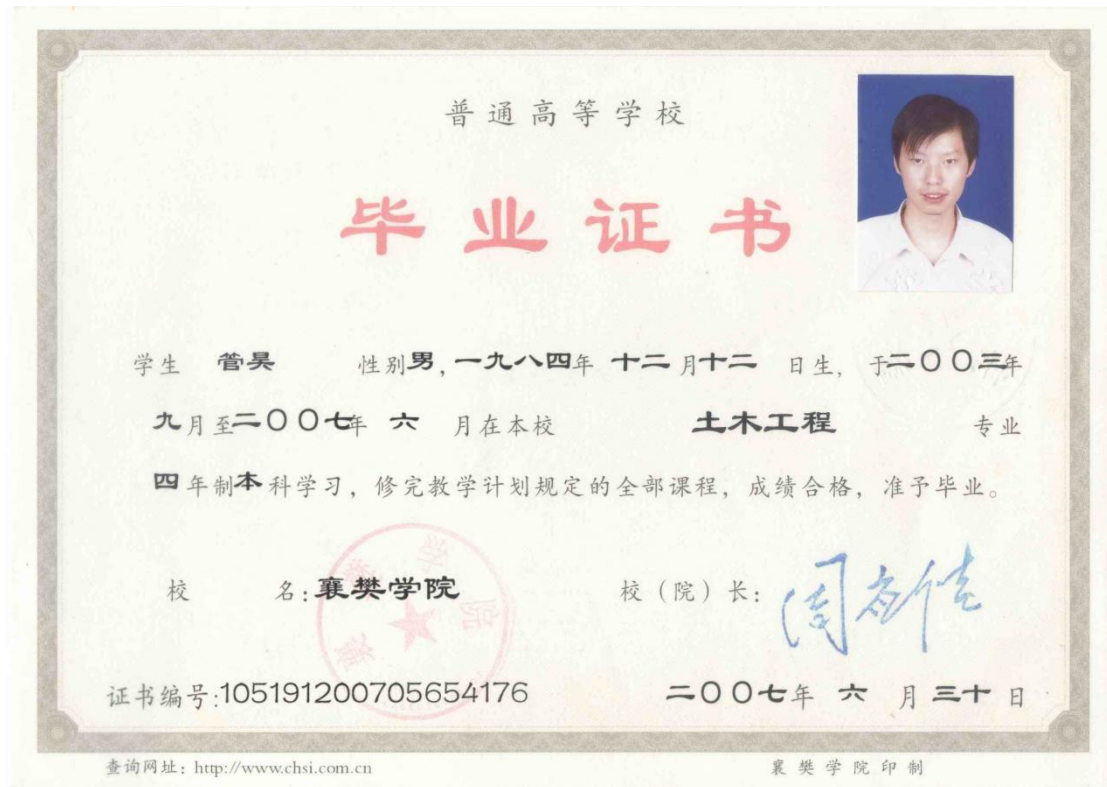 普通高等学校
毕业证书
学生 管昊 性别男,一九八四年 十二月十二 日生, 于二〇〇三年
九月至二〇〇七年 六 月在本校 土木工程 专业
四年制本科学习，修完教学计划规定的全部课程，成绩合格，准予毕业。
校 名:襄樊学院 校（院）长:
证书编号:105191200705654176 二〇〇七年 六 月 三十 日
查询网址: http://www.chsi.com.cn 襄樊学院印制